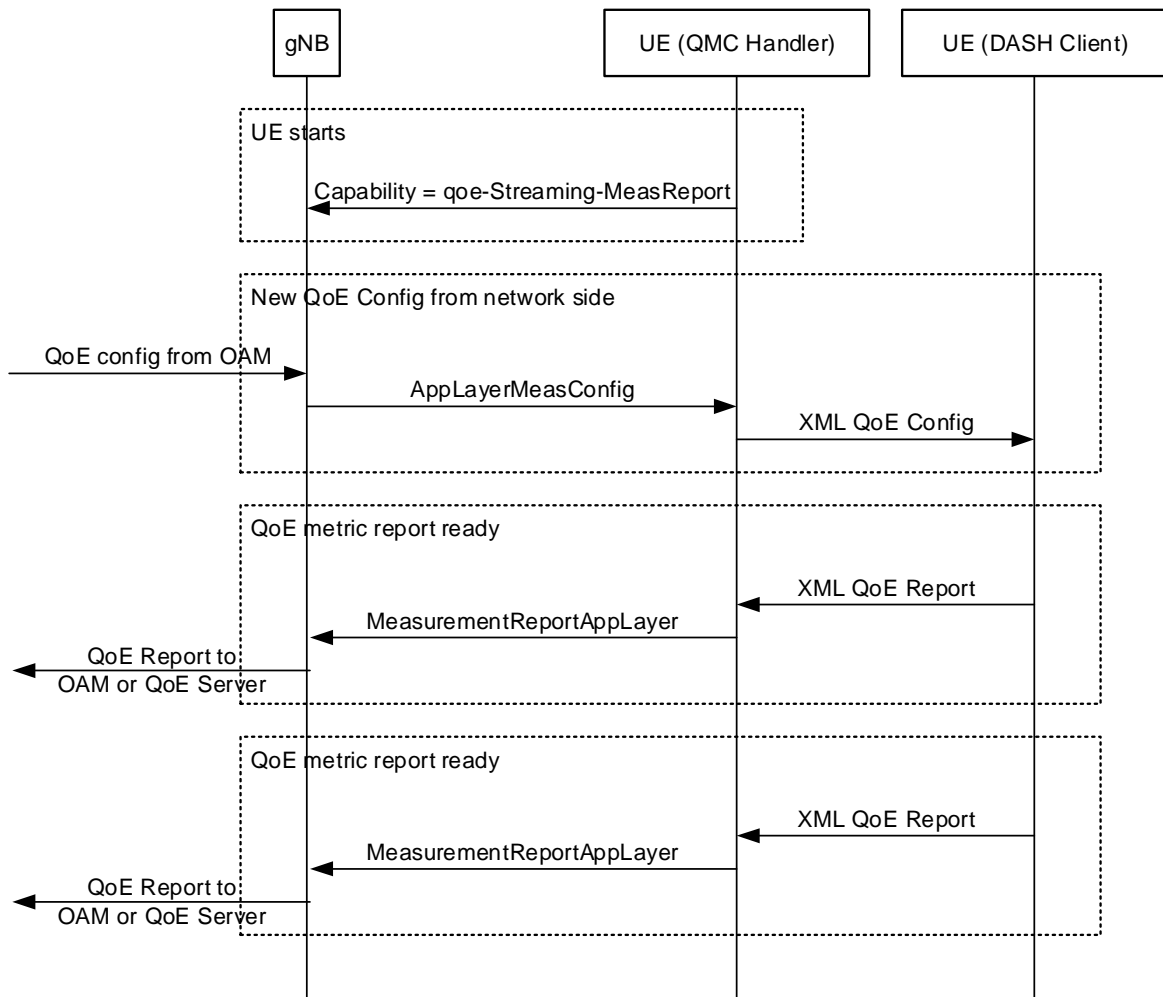 gNB
UE (QMC Handler)
UE (DASH Client)
UE starts
Capability = qoe-Streaming-MeasReport
New QoE Config from network side
QoE config from OAM
AppLayerMeasConfig
XML QoE Config
QoE metric report ready
XML QoE Report
MeasurementReportAppLayer
QoE Report to
OAM or QoE Server
QoE metric report ready
XML QoE Report
MeasurementReportAppLayer
QoE Report to
OAM or QoE Server